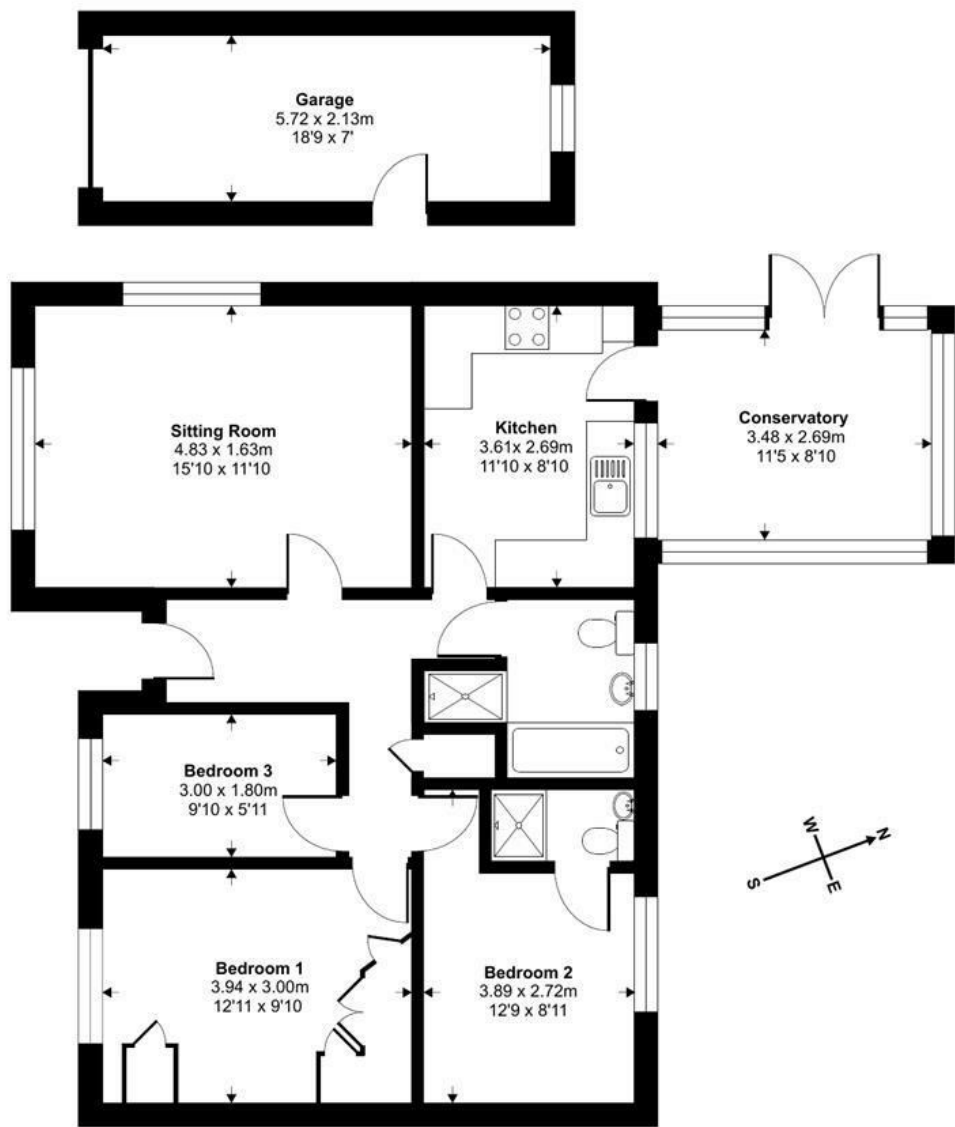 Garage
5.72 x 2.13m
18'9 x 7'
Sitting Room
4.83 x 1.63m
15'10 x 11'10
Kitchen
3.61x 2.69m
11'10 x 8'10
Conservatory
3.48 x 2.69m
11'5 x 8'10
Bedroom 3
3.00 x 1.80m
9'10 x 5'11
Bedroom 1
3.94 x 3.00m
12'11 x 9'10
Bedroom 2
3.89 x 2.72m
12'9 x 8'11
W
N
S
E